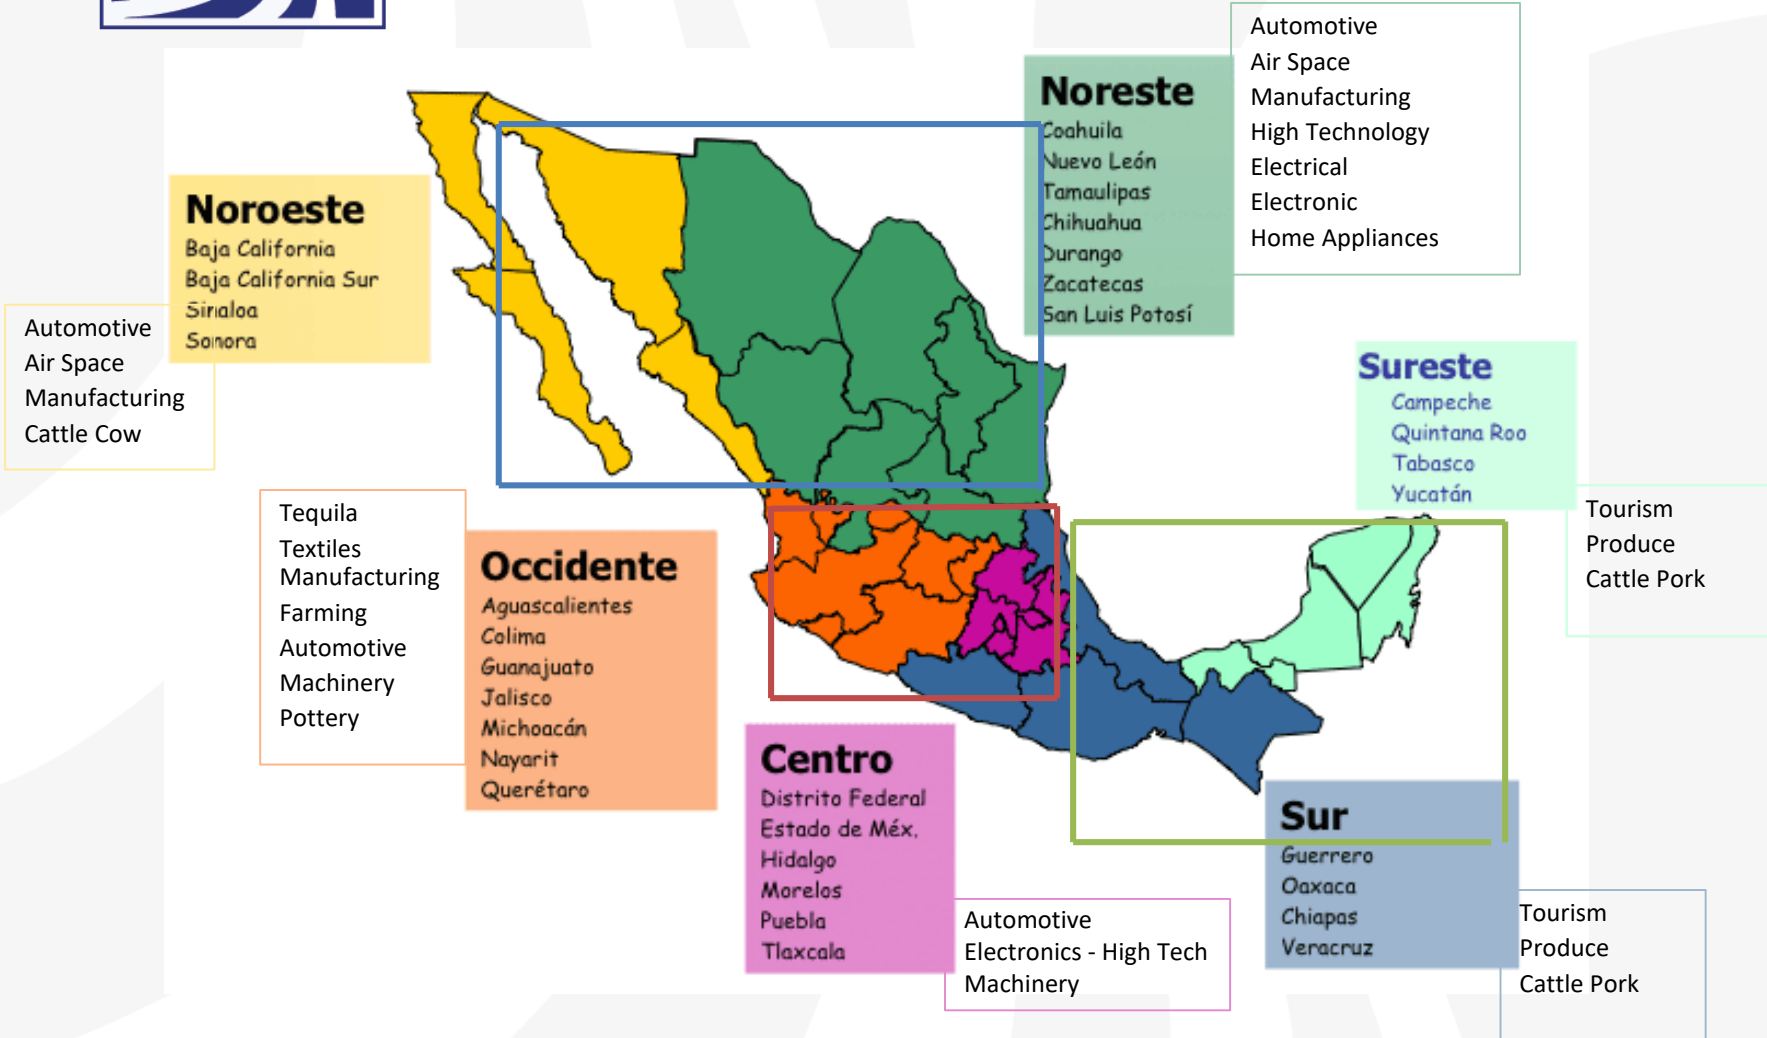 Noroeste
Baja California
Baja California Sur
Sinaloa
Sonora
Automotive
Air Space
Manufacturing
Cattle Cow
Noreste
Coahuila
Nuevo León
Tamaulipas
Chihuahua
Durango
Zacatecas
San Luis Potosí
Automotive
Air Space
Manufacturing
High Technology
Electrical
Electronic
Home Appliances
Sureste
Campeche
Quintana Roo
Tabasco
Yucatán
Tourism
Produce
Cattle Pork
Tequila
Textiles
Manufacturing
Farming
Automotive
Machinery
Pottery
Occidente
Aguascalientes
Colima
Guanajuato
Jalisco
Michoacán
Nayarit
Querétaro
Centro
Distrito Federal
Estado de Méx.
Hidalgo
Morelos
Puebla
Tlaxcala
Automotive
Electronics - High Tech
Machinery
Sur
Guerrero
Oaxaca
Chiapas
Veracruz
Tourism
Produce
Cattle Pork